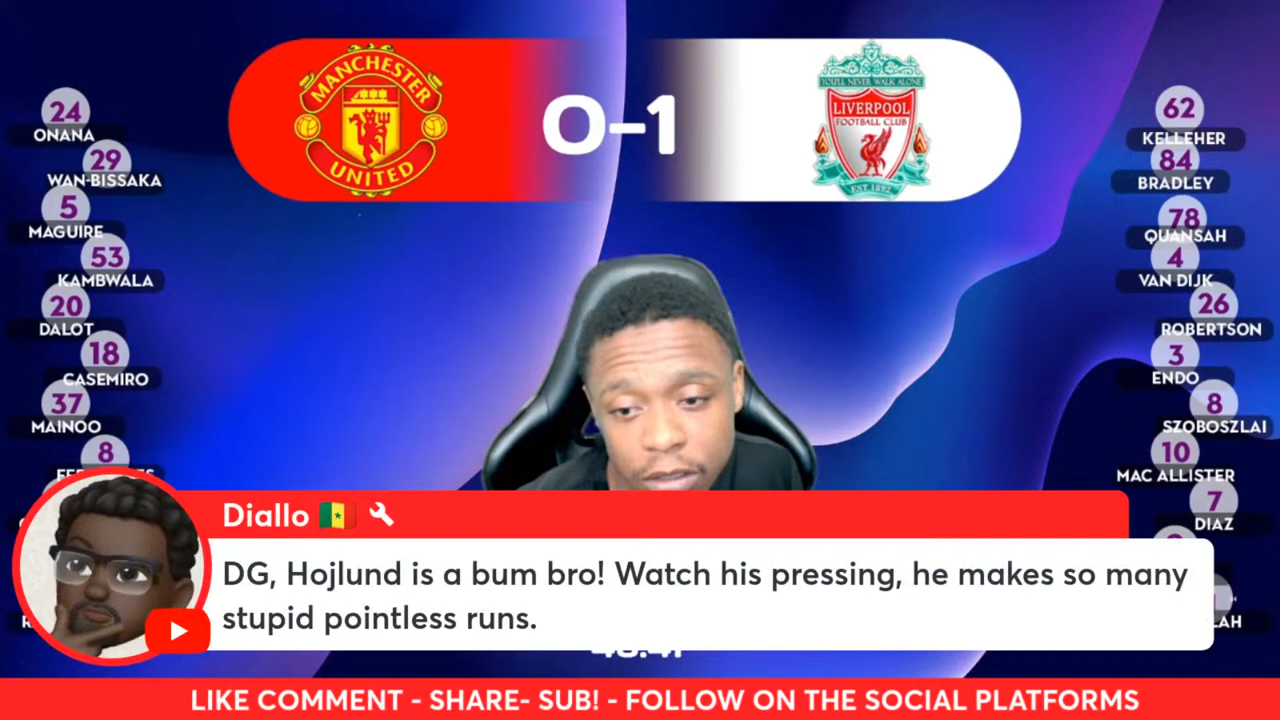 MANCHESTER
UNITED
0-1
YOU'LL NEVER WALK ALONE
LIVERPOOL
FOOTBALL CLUB
EST. 1892
24
ONANA
29
WAN-BISSAKA
5
MAGUIRE
53
KAMBWALA
20
DALOT
18
CASEMIRO
37
MAINOO
8
62
KELLEHER
84
BRADLEY
78
QUANSAH
4
VAN DIJK
26
ROBERTSON
3
ENDO
8
SZOBOSZLAI
10
MAC ALLISTER
7
DIAZ
Diallo
DG, Hojlund is a bum bro! Watch his pressing, he makes so many
stupid pointless runs.
LIKE COMMENT - SHARE- SUB! - FOLLOW ON THE SOCIAL PLATFORMS